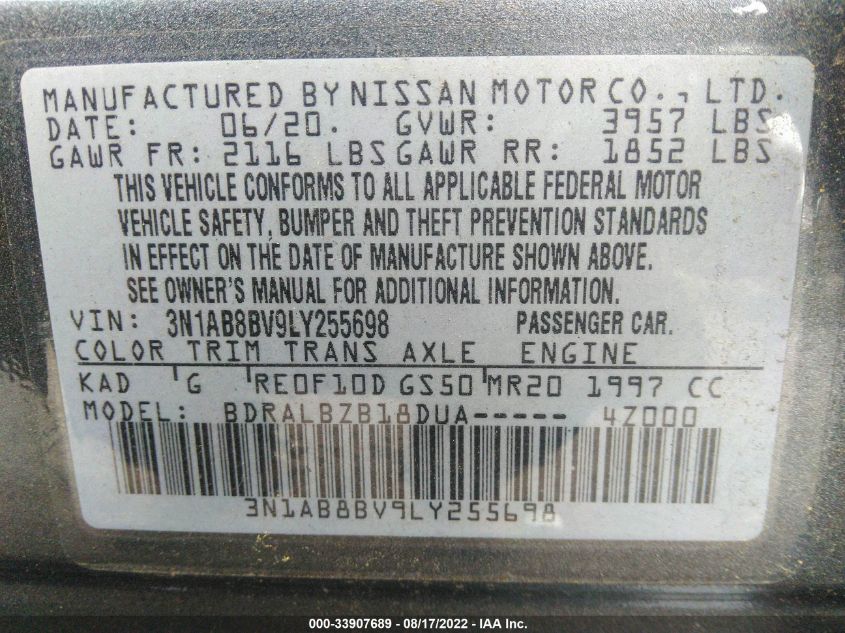 MANUFACTURED BY NISSAN MOTOR CO., LTD.
DATE: 06/20. GVWR: 3957 LBS
GAWR FR: 2116 LBS GAWR RR: 1852 LBS
THIS VEHICLE CONFORMS TO ALL APPLICABLE FEDERAL MOTOR
VEHICLE SAFETY, BUMPER AND THEFT PREVENTION STANDARDS
IN EFFECT ON THE DATE OF MANUFACTURE SHOWN ABOVE.
SEE OWNER'S MANUAL FOR ADDITIONAL INFORMATION.
VIN: 3N1AB8BV9LY255698 PASSENGER CAR.
COLOR TRIM TRANS AXLE ENGINE
KAD G RE0F10D GS50 MR20 1997 CC
MODEL: BDRALBZB18DUA----- 4Z000
3N1AB8BV9LY255698
000-33907689 - 08/17/2022 - IAA Inc.